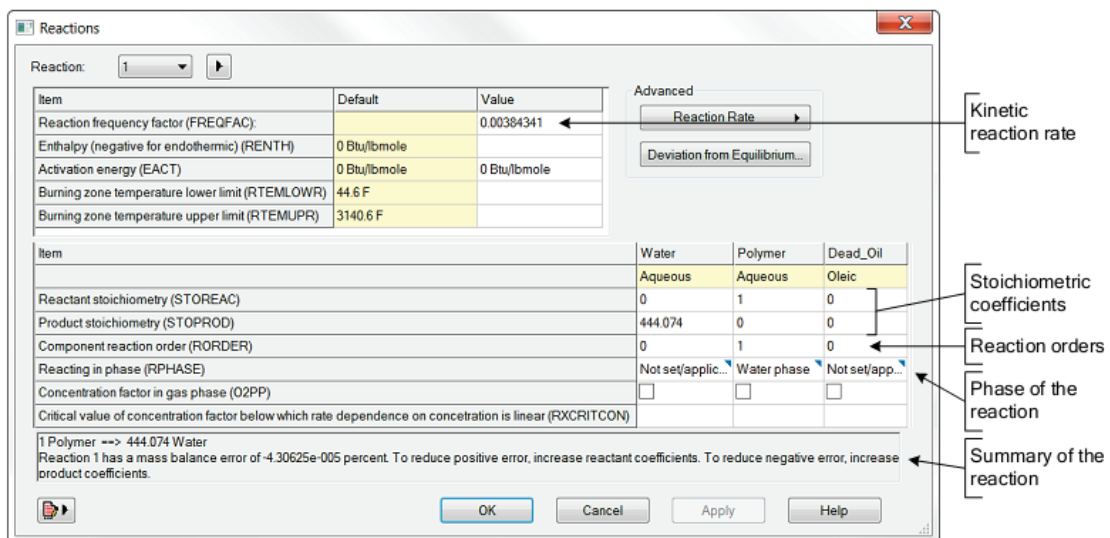 Reactions
Reaction: 1
Item Default Value
Reaction frequency factor (FREQFAC): 0.00384341
Enthalpy (negative for endothermic) (RENTH) 0 Btu/lbmole
Activation energy (EACT) 0 Btu/lbmole 0 Btu/lbmole
Burning zone temperature lower limit (RTEMLOWR) 44.6 F
Burning zone temperature upper limit (RTEMUPR) 3140.6 F
Advanced
Reaction Rate
Deviation from Equilibrium...
Kinetic
reaction rate
Item Water Polymer Dead_Oil
Aqueous Aqueous Oleic
Reactant stoichiometry (STOREAC) 0 1 0
Product stoichiometry (STOPROD) 444.074 0 0
Component reaction order (RORDER) 0 1 0
Reacting in phase (RPHASE) Not set/applic... Water phase Not set/app...
Concentration factor in gas phase (O2PP)
Critical value of concentration factor below which rate dependence on concetration is linear (RXCRITCON)
Stoichiometric
coefficients
Reaction orders
Phase of the
reaction
Summary of the
reaction
1 Polymer ==> 444.074 Water
Reaction 1 has a mass balance error of -4.30625e-005 percent. To reduce positive error, increase reactant coefficients. To reduce negative error, increase
product coefficients.
OK Cancel Apply Help